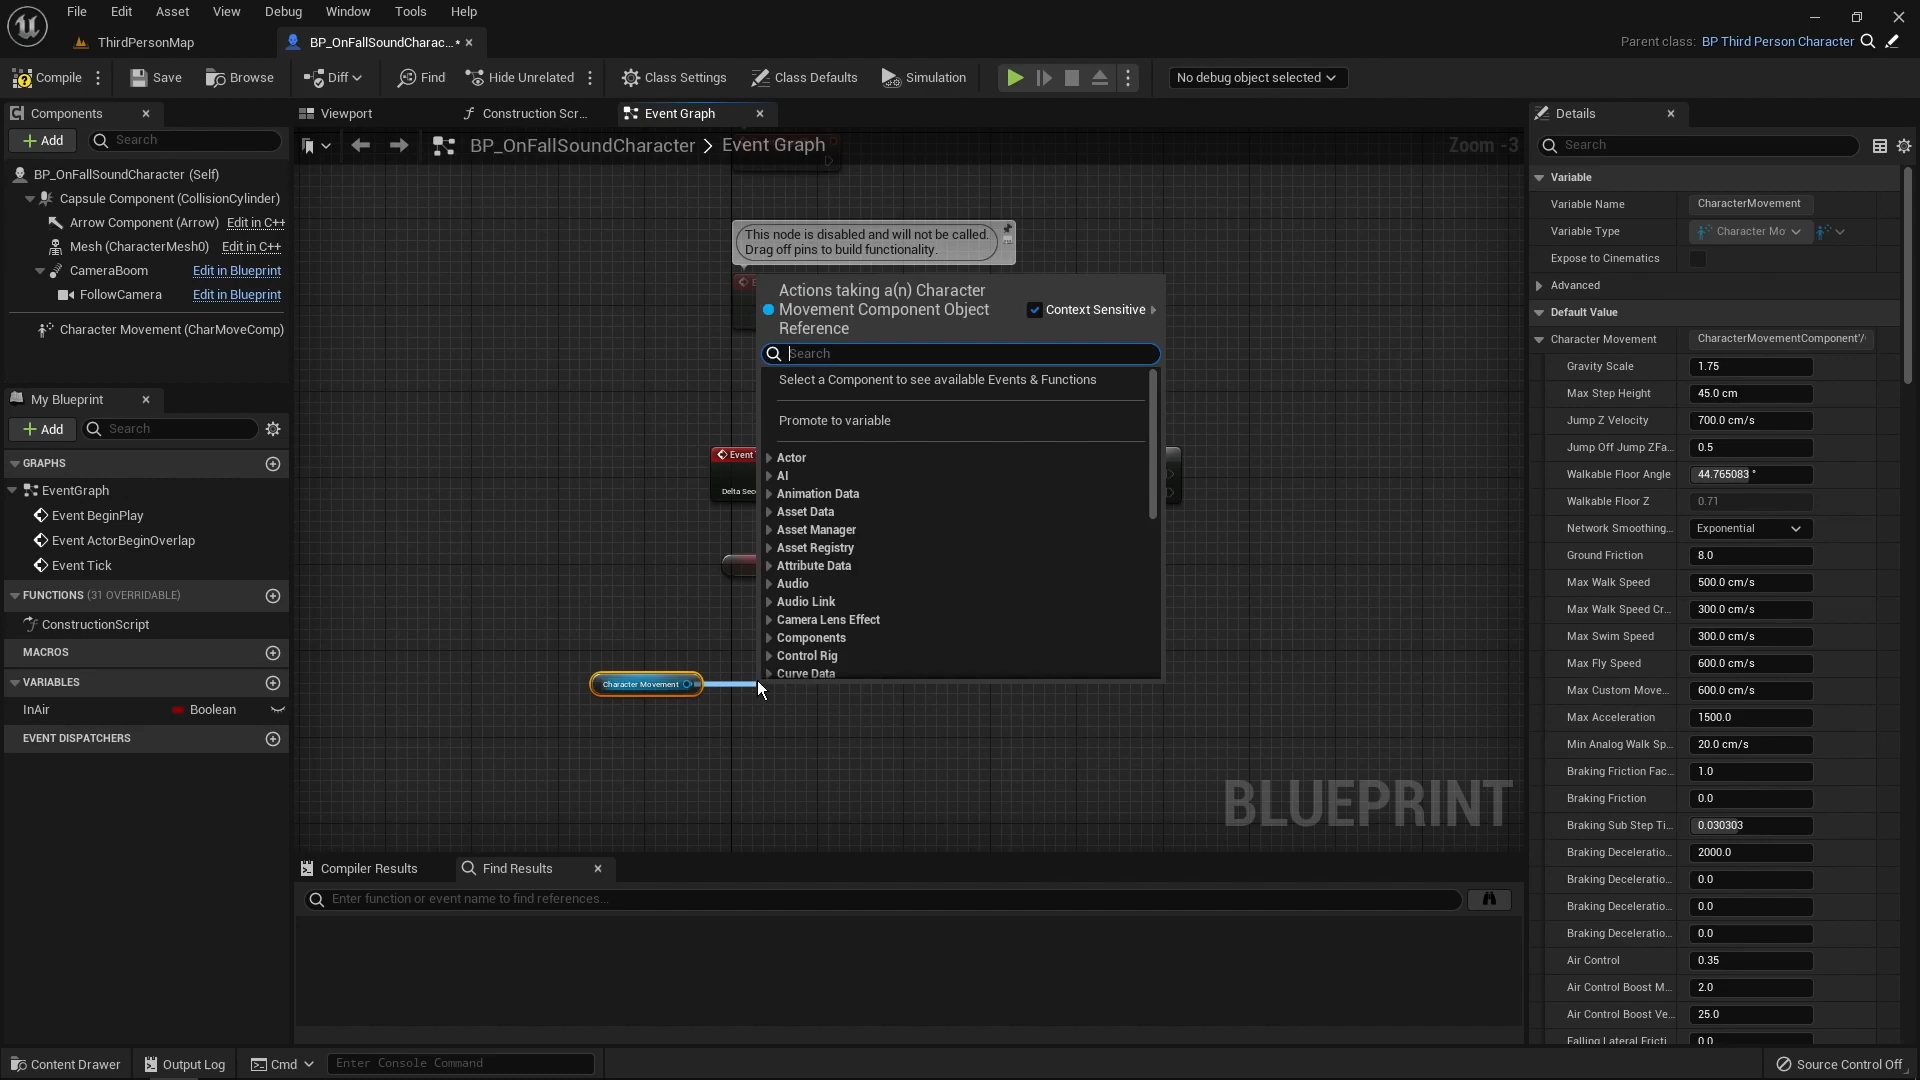 File Edit Asset View Debug Window Tools Help
ThirdPersonMap
BP_OnFallSoundCharac...*
Parent class: BP Third Person Character
Compile
Save
Browse
Diff
Find
Hide Unrelated
Class Settings
Class Defaults
Simulation
No debug object selected
Components
Add
Search
BP_OnFallSoundCharacter (Self)
Capsule Component (CollisionCylinder)
Arrow Component (Arrow) Edit in C++
Mesh (CharacterMesh0) Edit in C++
CameraBoom Edit in Blueprint
FollowCamera Edit in Blueprint
Character Movement (CharMoveComp)
My Blueprint
Add
Search
GRAPHS
EventGraph
Event BeginPlay
Event ActorBeginOverlap
Event Tick
FUNCTIONS (31 OVERRIDABLE)
ConstructionScript
MACROS
VARIABLES
InAir Boolean
EVENT DISPATCHERS
Viewport
Construction Scr...
Event Graph
BP_OnFallSoundCharacter > Event Graph
Zoom -3
This node is disabled and will not be called.
Drag off pins to build functionality.
Event
Delta Sec
Character Movement
Actions taking a(n) Character
Movement Component Object
Reference
Context Sensitive
Search
Select a Component to see available Events & Functions
Promote to variable
Actor
AI
Animation Data
Asset Data
Asset Manager
Asset Registry
Attribute Data
Audio
Audio Link
Camera Lens Effect
Components
Control Rig
Curve Data
BLUEPRINT
Compiler Results
Find Results
Enter function or event name to find references...
Details
Search
Variable
Variable Name CharacterMovement
Variable Type Character Mo
Expose to Cinematics
Advanced
Default Value
Character Movement CharacterMovementComponent'/
Gravity Scale 1.75
Max Step Height 45.0 cm
Jump Z Velocity 700.0 cm/s
Jump Off Jump ZFa... 0.5
Walkable Floor Angle 44.765083 °
Walkable Floor Z 0.71
Network Smoothing... Exponential
Ground Friction 8.0
Max Walk Speed 500.0 cm/s
Max Walk Speed Cr... 300.0 cm/s
Max Swim Speed 300.0 cm/s
Max Fly Speed 600.0 cm/s
Max Custom Move... 600.0 cm/s
Max Acceleration 1500.0
Min Analog Walk Sp... 20.0 cm/s
Braking Friction Fac... 1.0
Braking Friction 0.0
Braking Sub Step Ti... 0.030303
Braking Deceleratio... 2000.0
Braking Deceleratio... 0.0
Braking Deceleratio... 0.0
Braking Deceleratio... 0.0
Air Control 0.35
Air Control Boost M... 2.0
Air Control Boost Ve... 25.0
Falling Lateral Fricti... 0.0
Content Drawer
Output Log
Cmd
Enter Console Command
Source Control Off